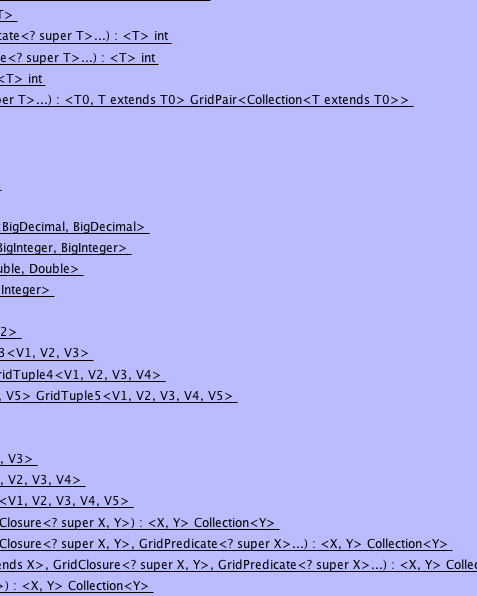 T>
cate<? super T>...) : <T> int
e<? super T>...) : <T> int
<T> int
per T>...) : <T0, T extends T0> GridPair<Collection<T extends T0>>
BigDecimal, BigDecimal>
BigInteger, BigInteger>
uble, Double>
Integer>
2>
3<V1, V2, V3>
ridTuple4<V1, V2, V3, V4>
, V5> GridTuple5<V1, V2, V3, V4, V5>
, V3>
, V2, V3, V4>
<V1, V2, V3, V4, V5>
Closure<? super X, Y>) : <X, Y> Collection<Y>
Closure<? super X, Y>, GridPredicate<? super X>...) : <X, Y> Collection<Y>
ends X>, GridClosure<? super X, Y>, GridPredicate<? super X>...) : <X, Y> Collec
>) : <X, Y> Collection<Y>